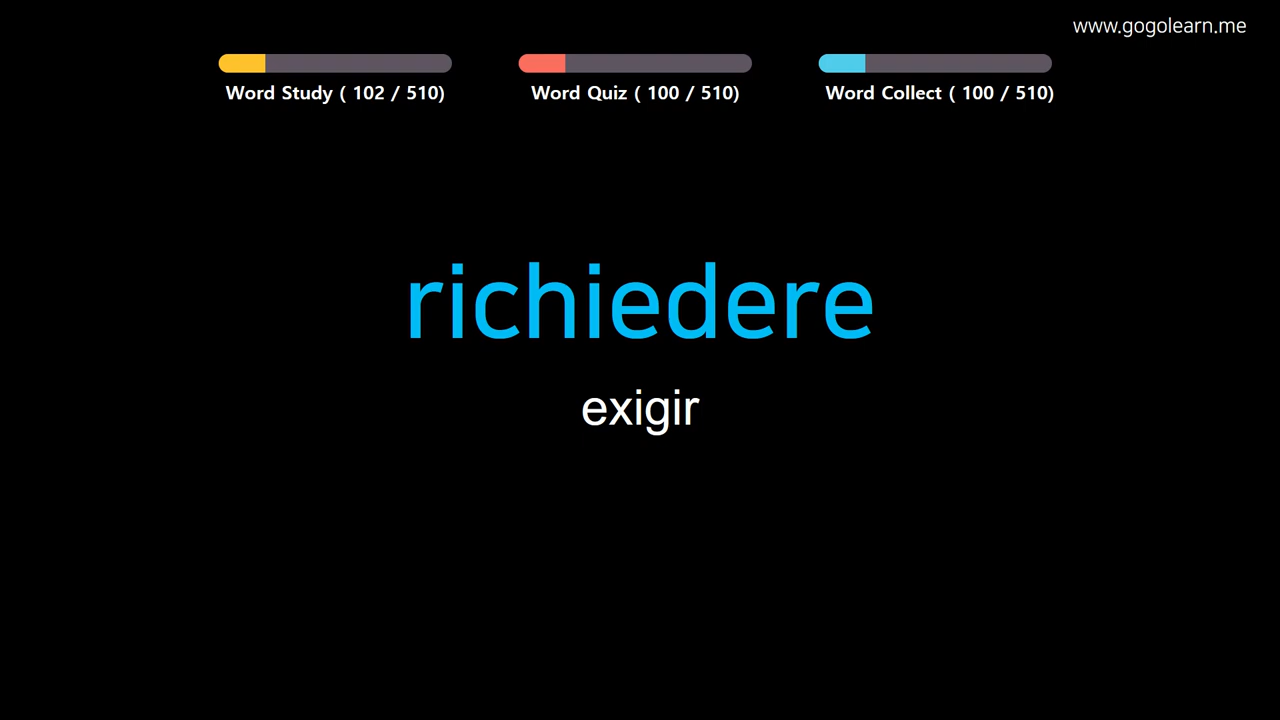 www.gogolearn.me
Word Study ( 102 / 510)
Word Quiz ( 100 / 510)
Word Collect ( 100 / 510)
richiedere
exigir